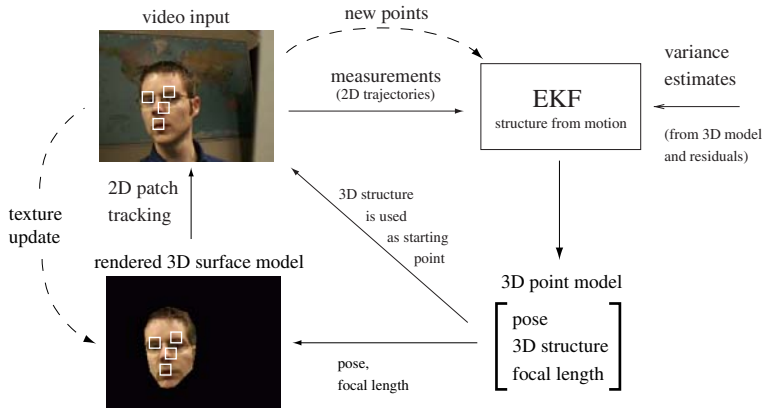 video input
new points
measurements
(2D trajectories)
EKF
structure from motion
variance
estimates
(from 3D model
and residuals)
2D patch
tracking
3D structure
is used
as starting
point
texture
update
rendered 3D surface model
3D point model
pose
3D structure
focal length
pose,
focal length